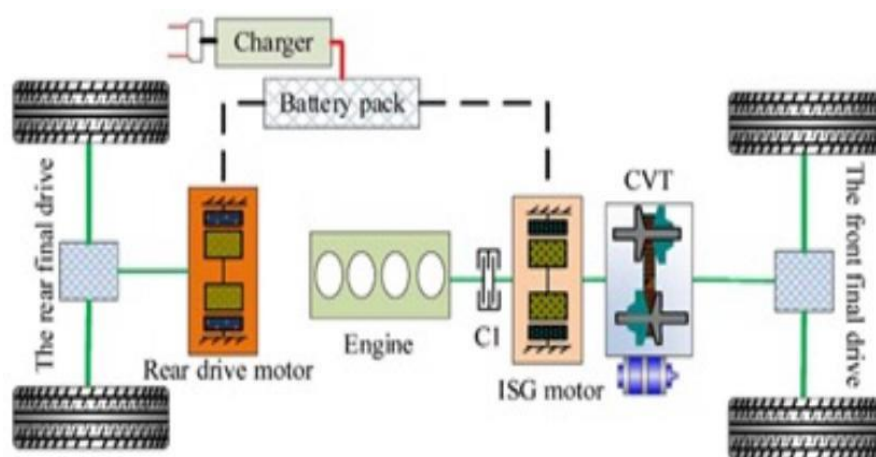 Charger
Battery pack
The rear final drive
CVT
The front final drive
Engine
C1
Rear drive motor
ISG motor